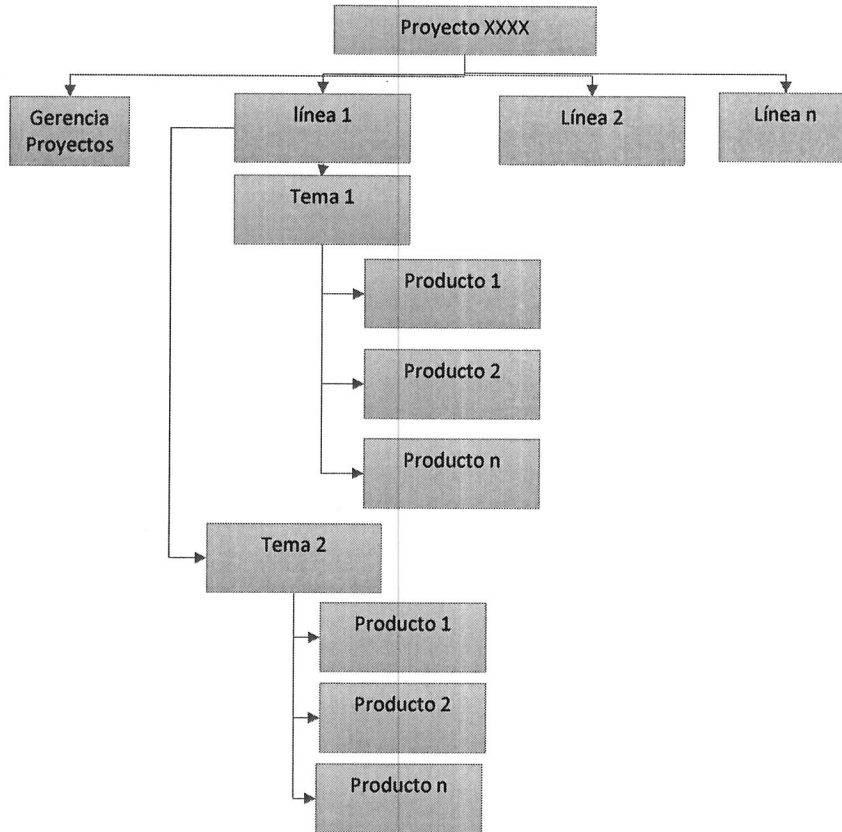 Proyecto XXXX
Gerencia
Proyectos
línea 1
Línea 2
Línea n
Tema 1
Producto 1
Producto 2
Producto n
Tema 2
Producto 1
Producto 2
Producto n